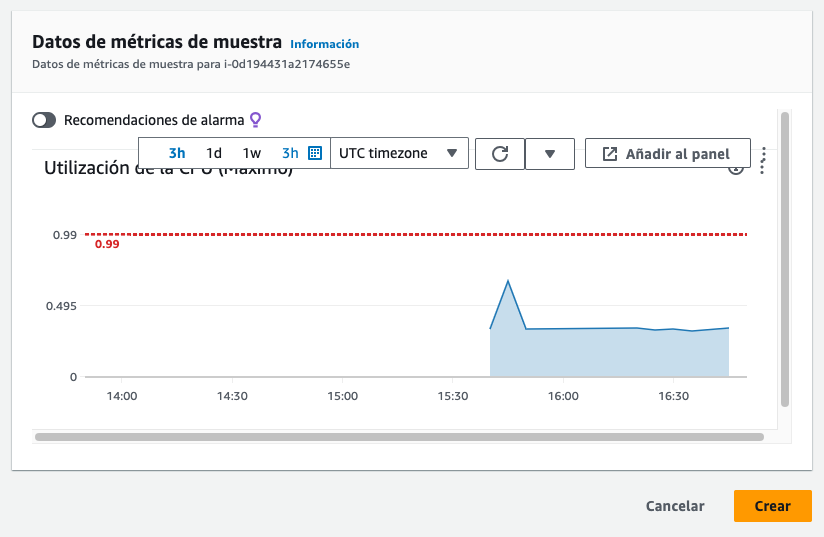 Datos de métricas de muestra Información
Datos de métricas de muestra para i-0d194431a2174655e
Recomendaciones de alarma
3h 1d 1w 3h UTC timezone Añadir al panel
Utilización de la CPU (Máximo)
0.99
0.99
0.495
0
14:00 14:30 15:00 15:30 16:00 16:30
Cancelar Crear